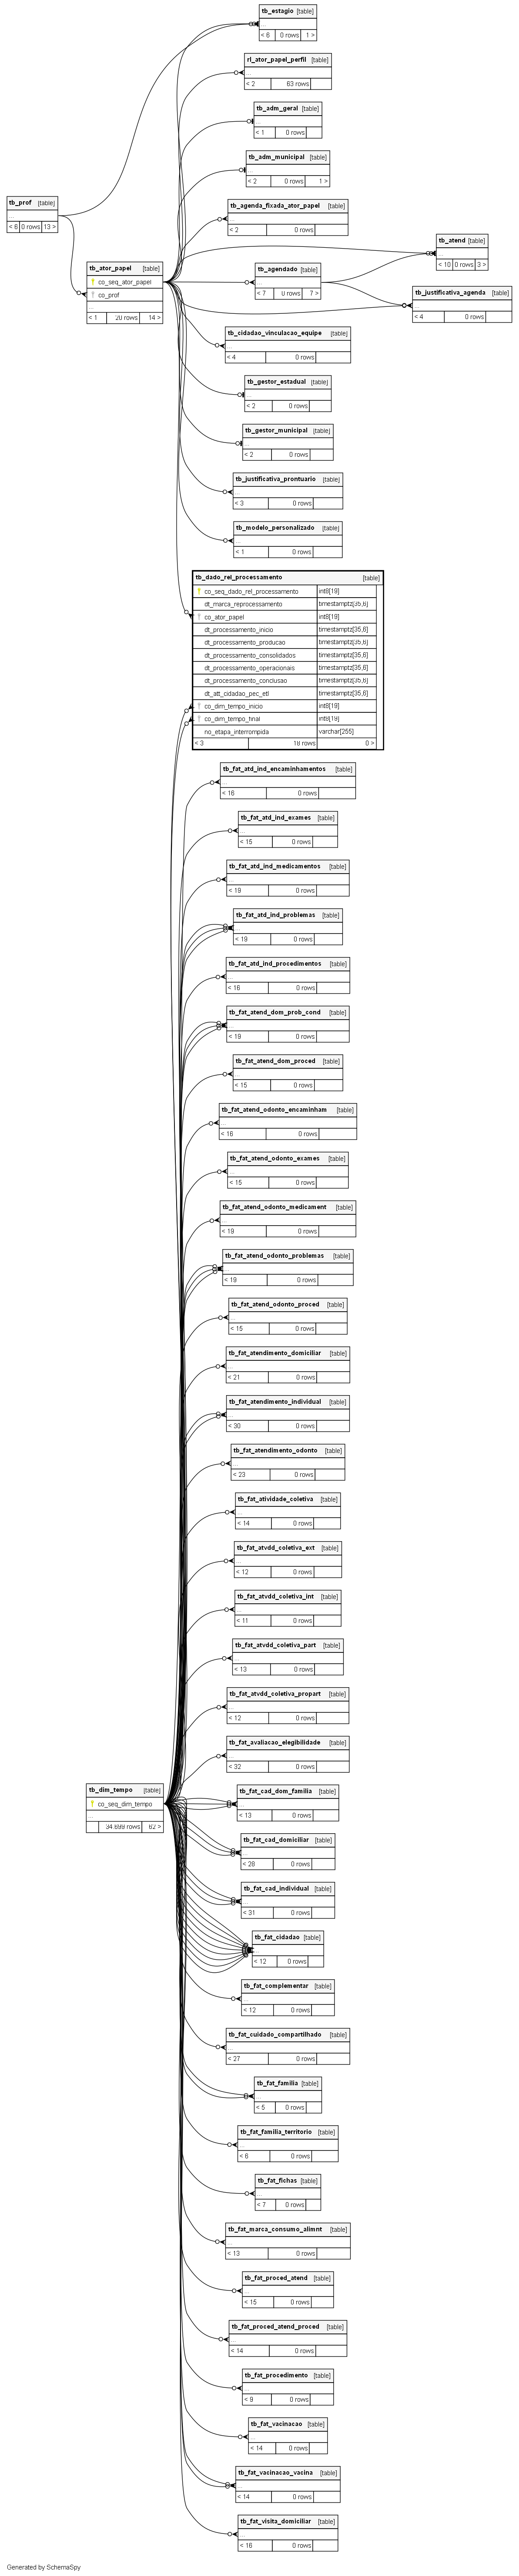 tb_estagio [table]
...
< 6 0 rows 1 >
rl_ator_papel_perfil [table]
...
< 2 63 rows
tb_adm_geral [table]
...
< 1 0 rows
tb_adm_municipal [table]
...
< 2 0 rows 1 >
tb_prof [table]
...
< 6 0 rows 13 >
tb_agenda_fixada_ator_papel [table]
...
< 2 0 rows
tb_atend [table]
...
< 10 0 rows 3 >
tb_ator_papel [table]
co_seq_ator_papel
co_prof
...
< 1 20 rows 14 >
tb_agendado [table]
...
< 7 0 rows 7 >
tb_justificativa_agenda [table]
...
< 4 0 rows
tb_cidadao_vinculacao_equipe [table]
...
< 4 0 rows
tb_gestor_estadual [table]
...
< 2 0 rows
tb_gestor_municipal [table]
...
< 2 0 rows
tb_justificativa_prontuario [table]
...
< 3 0 rows
tb_modelo_personalizado [table]
...
< 1 0 rows
tb_dado_rel_processamento [table]
co_seq_dado_rel_processamento int8[19]
dt_marca_reprocessamento timestamptz[35,6]
co_ator_papel int8[19]
dt_processamento_inicio timestamptz[35,6]
dt_processamento_producao timestamptz[35,6]
dt_processamento_consolidados timestamptz[35,6]
dt_processamento_operacionais timestamptz[35,6]
dt_processamento_conclusao timestamptz[35,6]
dt_att_cidadao_pec_etl timestamptz[35,6]
co_dim_tempo_inicio int8[19]
co_dim_tempo_final int8[19]
no_etapa_interrompida varchar[255]
< 3 18 rows 0 >
tb_fat_atd_ind_encaminhamentos [table]
...
< 16 0 rows
tb_fat_atd_ind_exames [table]
...
< 15 0 rows
tb_fat_atd_ind_medicamentos [table]
...
< 19 0 rows
tb_fat_atd_ind_problemas [table]
...
< 19 0 rows
tb_fat_atd_ind_procedimentos [table]
...
< 16 0 rows
tb_fat_atend_dom_prob_cond [table]
...
< 19 0 rows
tb_fat_atend_dom_proced [table]
...
< 15 0 rows
tb_fat_atend_odonto_encaminham [table]
...
< 16 0 rows
tb_fat_atend_odonto_exames [table]
...
< 15 0 rows
tb_fat_atend_odonto_medicament [table]
...
< 19 0 rows
tb_fat_atend_odonto_problemas [table]
...
< 19 0 rows
tb_fat_atend_odonto_proced [table]
...
< 15 0 rows
tb_fat_atendimento_domiciliar [table]
...
< 21 0 rows
tb_fat_atendimento_individual [table]
...
< 30 0 rows
tb_fat_atendimento_odonto [table]
...
< 23 0 rows
tb_fat_atividade_coletiva [table]
...
< 14 0 rows
tb_fat_atvdd_coletiva_ext [table]
...
< 12 0 rows
tb_fat_atvdd_coletiva_int [table]
...
< 11 0 rows
tb_fat_atvdd_coletiva_part [table]
...
< 13 0 rows
tb_fat_atvdd_coletiva_propart [table]
...
< 12 0 rows
tb_fat_avaliacao_elegibilidade [table]
...
< 32 0 rows
tb_dim_tempo [table]
co_seq_dim_tempo
...
34.699 rows 62 >
tb_fat_cad_dom_familia [table]
...
< 13 0 rows
tb_fat_cad_domiciliar [table]
...
< 28 0 rows
tb_fat_cad_individual [table]
...
< 31 0 rows
tb_fat_cidadao [table]
...
< 12 0 rows
tb_fat_complementar [table]
...
< 12 0 rows
tb_fat_cuidado_compartilhado [table]
...
< 27 0 rows
tb_fat_familia [table]
...
< 5 0 rows
tb_fat_familia_territorio [table]
...
< 6 0 rows
tb_fat_fichas [table]
...
< 7 0 rows
tb_fat_marca_consumo_alimnt [table]
...
< 13 0 rows
tb_fat_proced_atend [table]
...
< 15 0 rows
tb_fat_proced_atend_proced [table]
...
< 14 0 rows
tb_fat_procedimento [table]
...
< 9 0 rows
tb_fat_vacinacao [table]
...
< 14 0 rows
tb_fat_vacinacao_vacina [table]
...
< 14 0 rows
tb_fat_visita_domiciliar [table]
...
< 16 0 rows
Generated by SchemaSpy